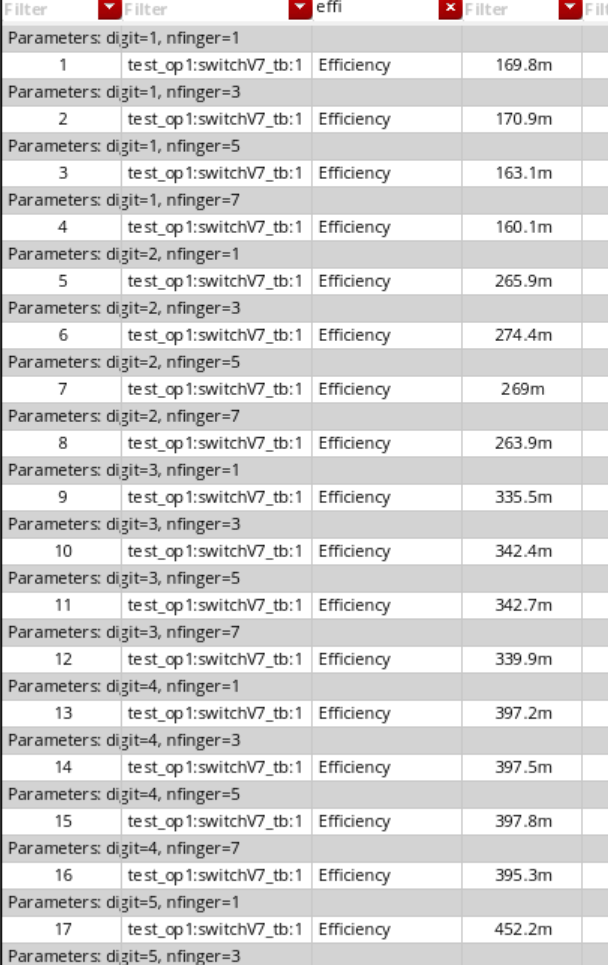 Filter Filter effi Filter Filt
Parameters: digit=1, nfinger=1
1 test_op1:switchV7_tb:1 Efficiency 169.8m
Parameters: digit=1, nfinger=3
2 test_op1:switchV7_tb:1 Efficiency 170.9m
Parameters: digit=1, nfinger=5
3 test_op1:switchV7_tb:1 Efficiency 163.1m
Parameters: digit=1, nfinger=7
4 test_op1:switchV7_tb:1 Efficiency 160.1m
Parameters: digit=2, nfinger=1
5 test_op1:switchV7_tb:1 Efficiency 265.9m
Parameters: digit=2, nfinger=3
6 test_op1:switchV7_tb:1 Efficiency 274.4m
Parameters: digit=2, nfinger=5
7 test_op1:switchV7_tb:1 Efficiency 269m
Parameters: digit=2, nfinger=7
8 test_op1:switchV7_tb:1 Efficiency 263.9m
Parameters: digit=3, nfinger=1
9 test_op1:switchV7_tb:1 Efficiency 335.5m
Parameters: digit=3, nfinger=3
10 test_op1:switchV7_tb:1 Efficiency 342.4m
Parameters: digit=3, nfinger=5
11 test_op1:switchV7_tb:1 Efficiency 342.7m
Parameters: digit=3, nfinger=7
12 test_op1:switchV7_tb:1 Efficiency 339.9m
Parameters: digit=4, nfinger=1
13 test_op1:switchV7_tb:1 Efficiency 397.2m
Parameters: digit=4, nfinger=3
14 test_op1:switchV7_tb:1 Efficiency 397.5m
Parameters: digit=4, nfinger=5
15 test_op1:switchV7_tb:1 Efficiency 397.8m
Parameters: digit=4, nfinger=7
16 test_op1:switchV7_tb:1 Efficiency 395.3m
Parameters: digit=5, nfinger=1
17 test_op1:switchV7_tb:1 Efficiency 452.2m
Parameters: digit=5, nfinger=3